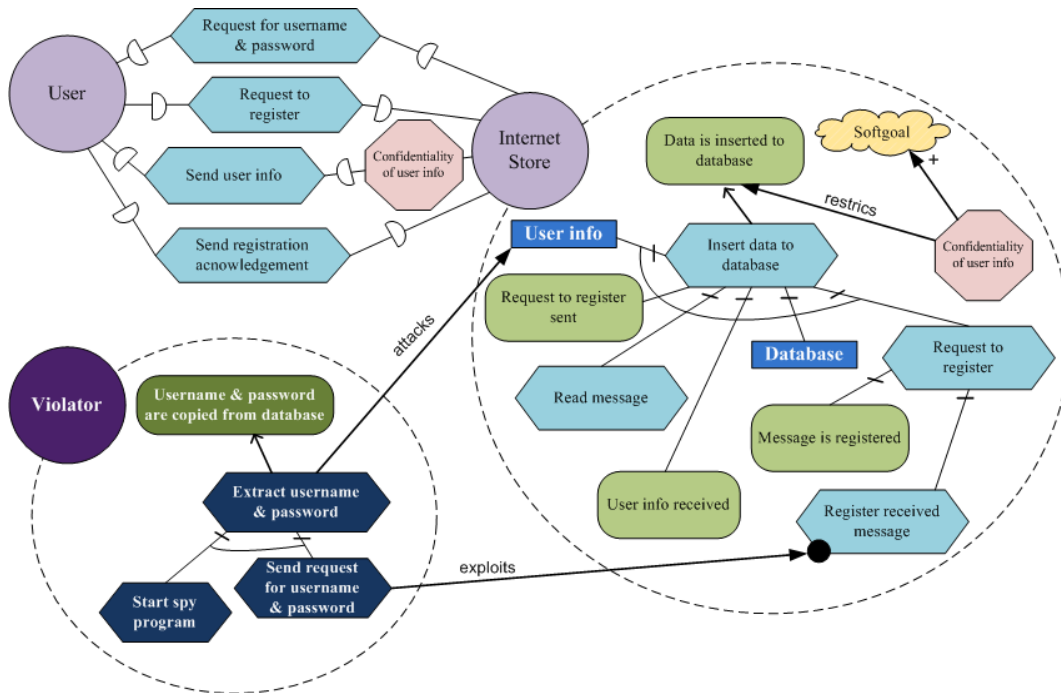 Request for username
& password
User
Request to
register
Internet
Store
Confidentiality
of user info
Send user info
Send registration
acnowledgement
Softgoal
+
Data is inserted to
database
restrics
User info
Insert data to
database
Confidentiality
of user info
Request to register
sent
Database
Request to
register
Read message
Message is registered
User info received
Register received
message
attacks
Violator
Username & password
are copied from database
Extract username
& password
Start spy
program
Send request
for username
& password
exploits